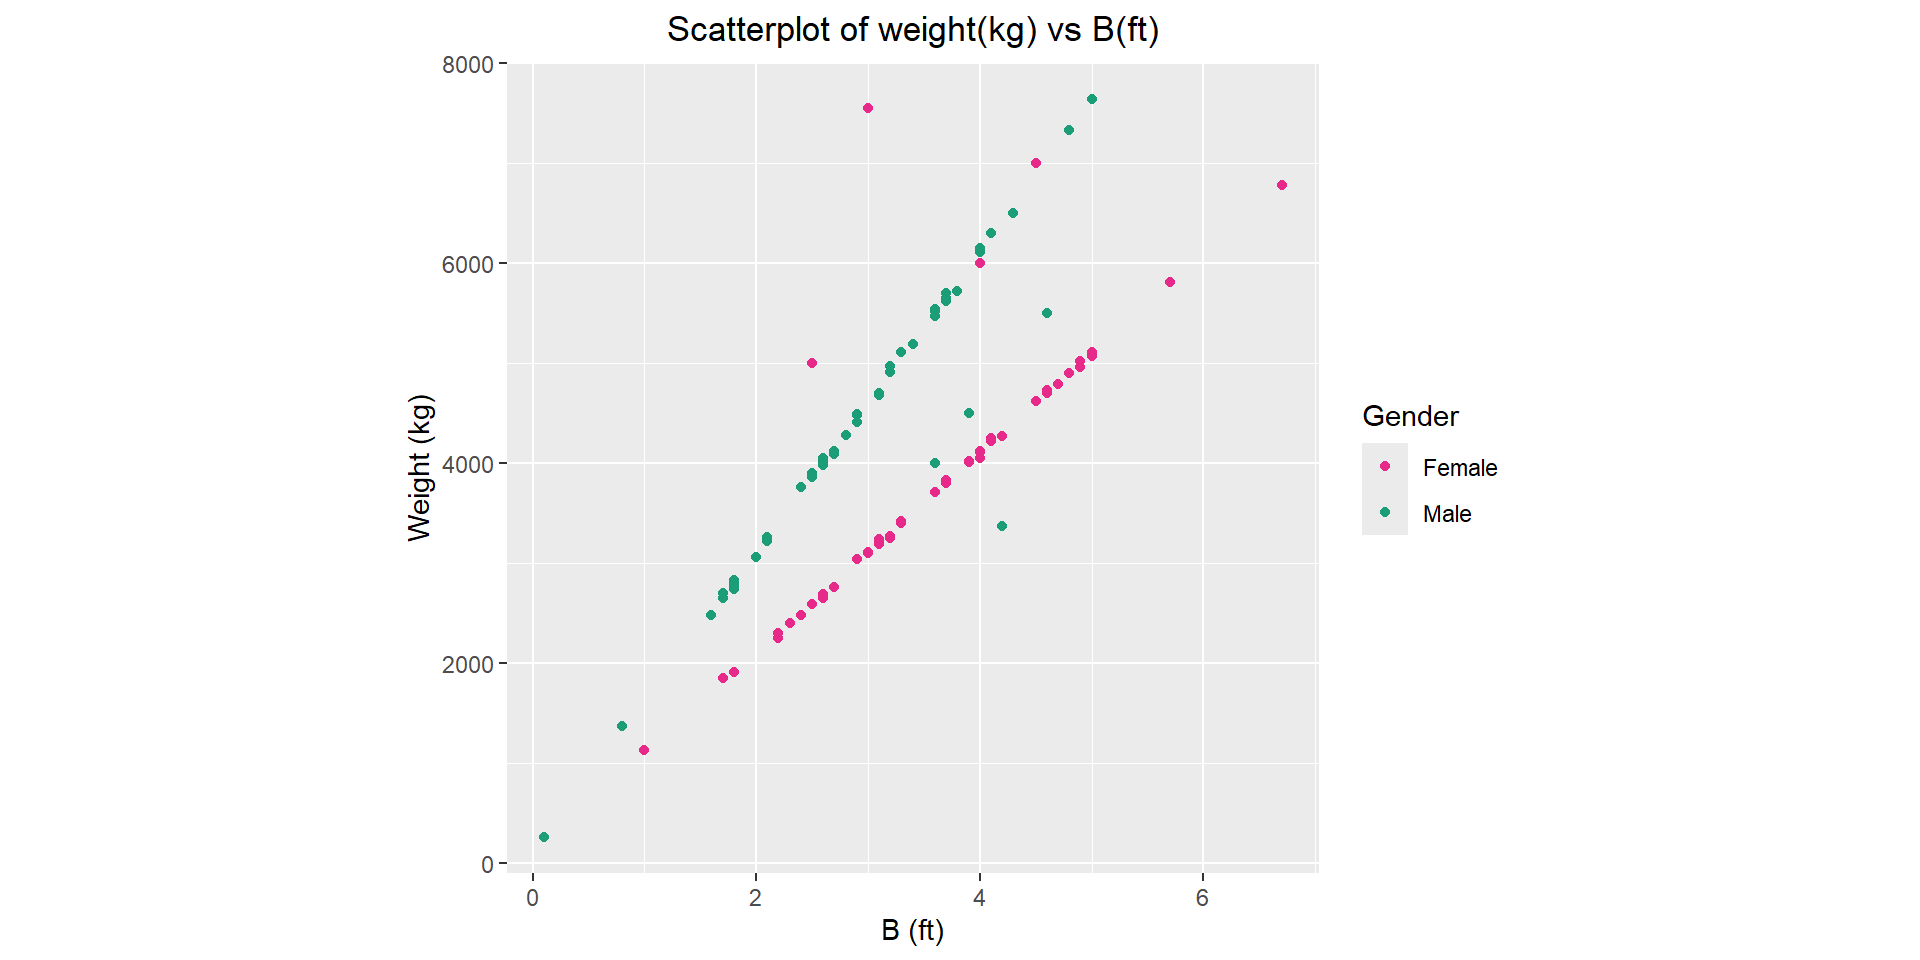 Scatterplot of weight(kg) vs B(ft)
8000
6000
4000
2000
0
Weight (kg)
0 2 4 6
B (ft)
Gender
Female
Male